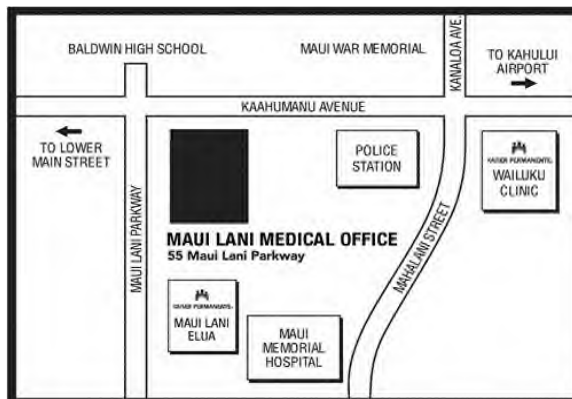 BALDWIN HIGH SCHOOL
MAUI WAR MEMORIAL
KANALOA AVE.
TO KAHULUI
AIRPORT
KAAHUMANU AVENUE
TO LOWER
MAIN STREET
POLICE
STATION
KAISER PERMANENTE
WAILUKU
CLINIC
MAUI LANI PARKWAY
MAUI LANI MEDICAL OFFICE
55 Maui Lani Parkway
MAHALANI STREET
KAISER PERMANENTE
MAUI LANI
ELUA
MAUI
MEMORIAL
HOSPITAL